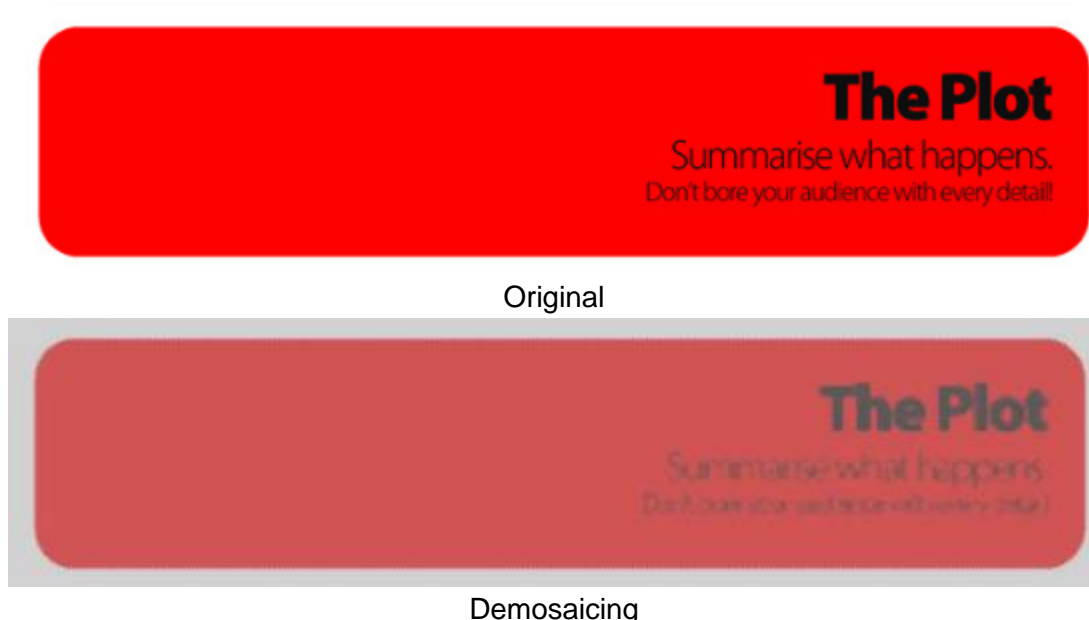 The Plot
Summarise what happens.
Don't bore your audience with every detail!
Original
The Plot
Summarise what happens
Demosaicing